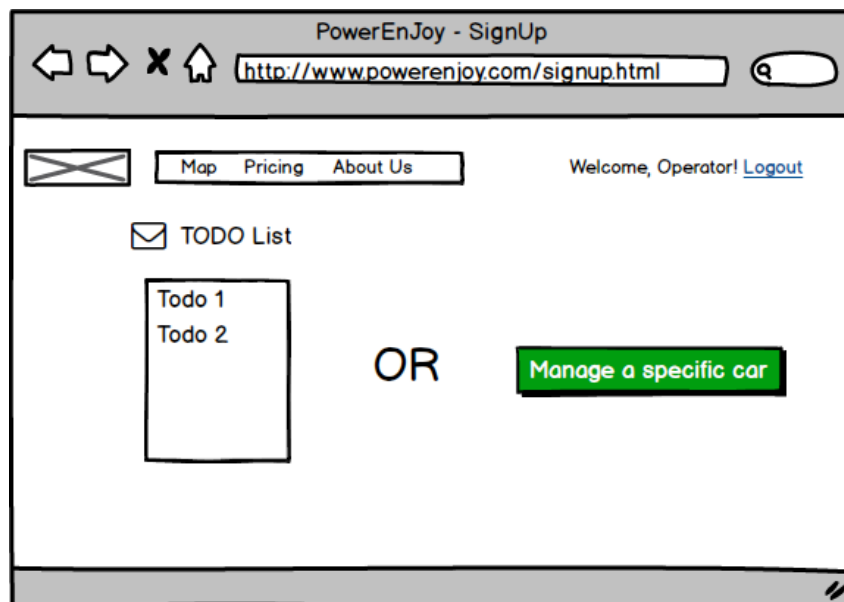 PowerEnJoy - SignUp
http://www.powerenjoy.com/signup.html
Map Pricing About Us
Welcome, Operator! Logout
TODO List
Todo 1
Todo 2
OR
Manage a specific car